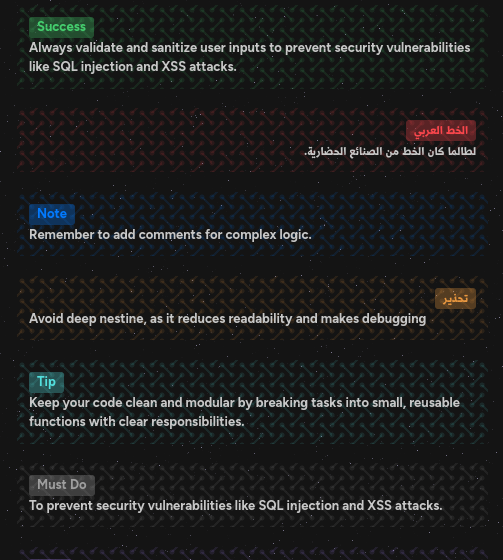 Success
Always validate and sanitize user inputs to prevent security vulnerabilities
like SQL injection and XSS attacks.
الخط العربي
لطالما كان الخط من الصنائع الحضارية.
Note
Remember to add comments for complex logic.
تحذير
Avoid deep nestine, as it reduces readability and makes debugging
Tip
Keep your code clean and modular by breaking tasks into small, reusable
functions with clear responsibilities.
Must Do
To prevent security vulnerabilities like SQL injection and XSS attacks.